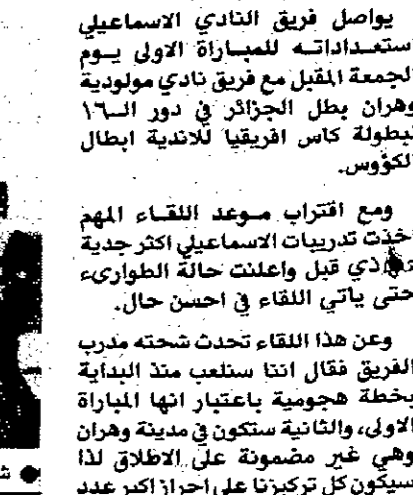 يواصل فريق النادي الاسماعيلي
استعداداته للمباراة الاولى يوم
الجمعة المقبل مع فريق نادي مولودية
وهران بطل الجزائر في دور الـ١٦
لبطولة كاس افريقيا للاندية ابطال
الكؤوس.
ومع اقتراب موعد اللقاء المهم
اخذت تدريبات الاسماعيلي اكثر جدية
ذي قبل واعلنت حالة الطوارىء
حتى ياتي اللقاء في احسن حال.
وعن هذا اللقاء تحدث شحته مدرب
الفريق فقال اننا سنلعب منذ البداية
بخطة هجومية باعتبار انها المباراة
الاولى، والثانية ستكون في مدينة وهران
وهي غير مضمونة على الاطلاق لذا
سيكون كل تركيزنا على احراز اكبر عدد